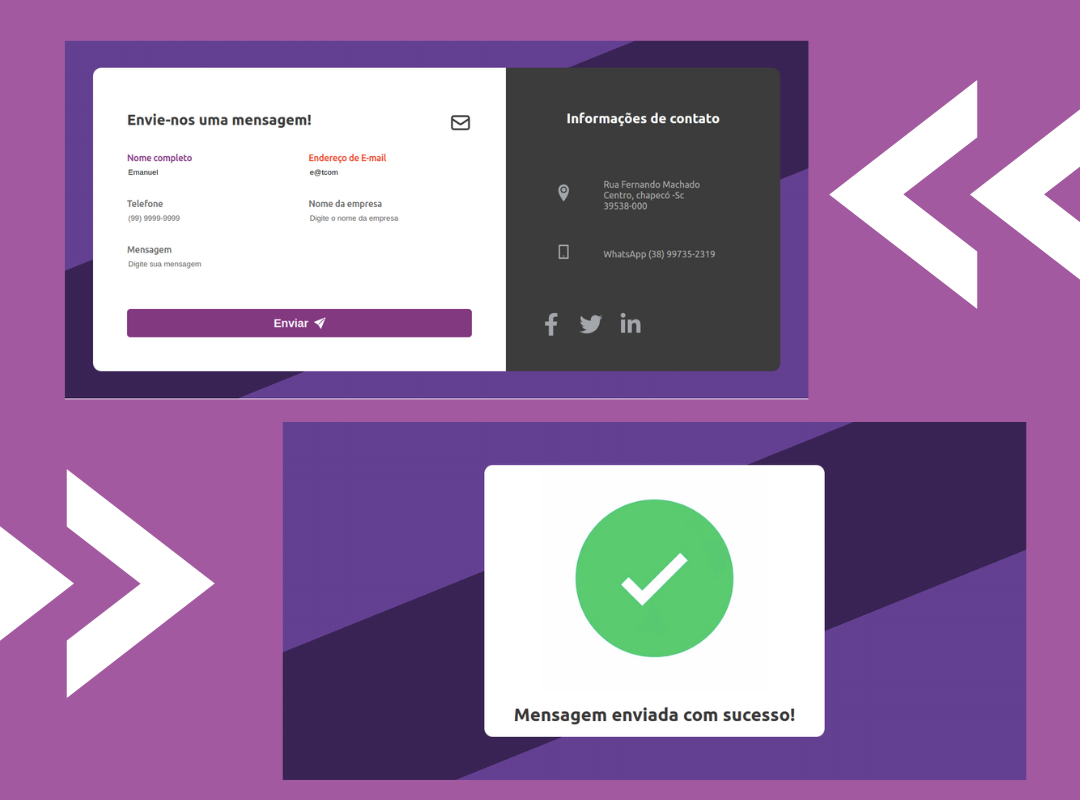 Envie-nos uma mensagem!
Nome completo
Emanuel
Endereço de E-mail
e@tcom
Telefone
(99) 9999-9999
Nome da empresa
Digite o nome da empresa
Mensagem
Digite sua mensagem
Enviar
Informações de contato
Rua Fernando Machado
Centro, chapecó -Sc
39538-000
WhatsApp (38) 99735-2319
Mensagem enviada com sucesso!